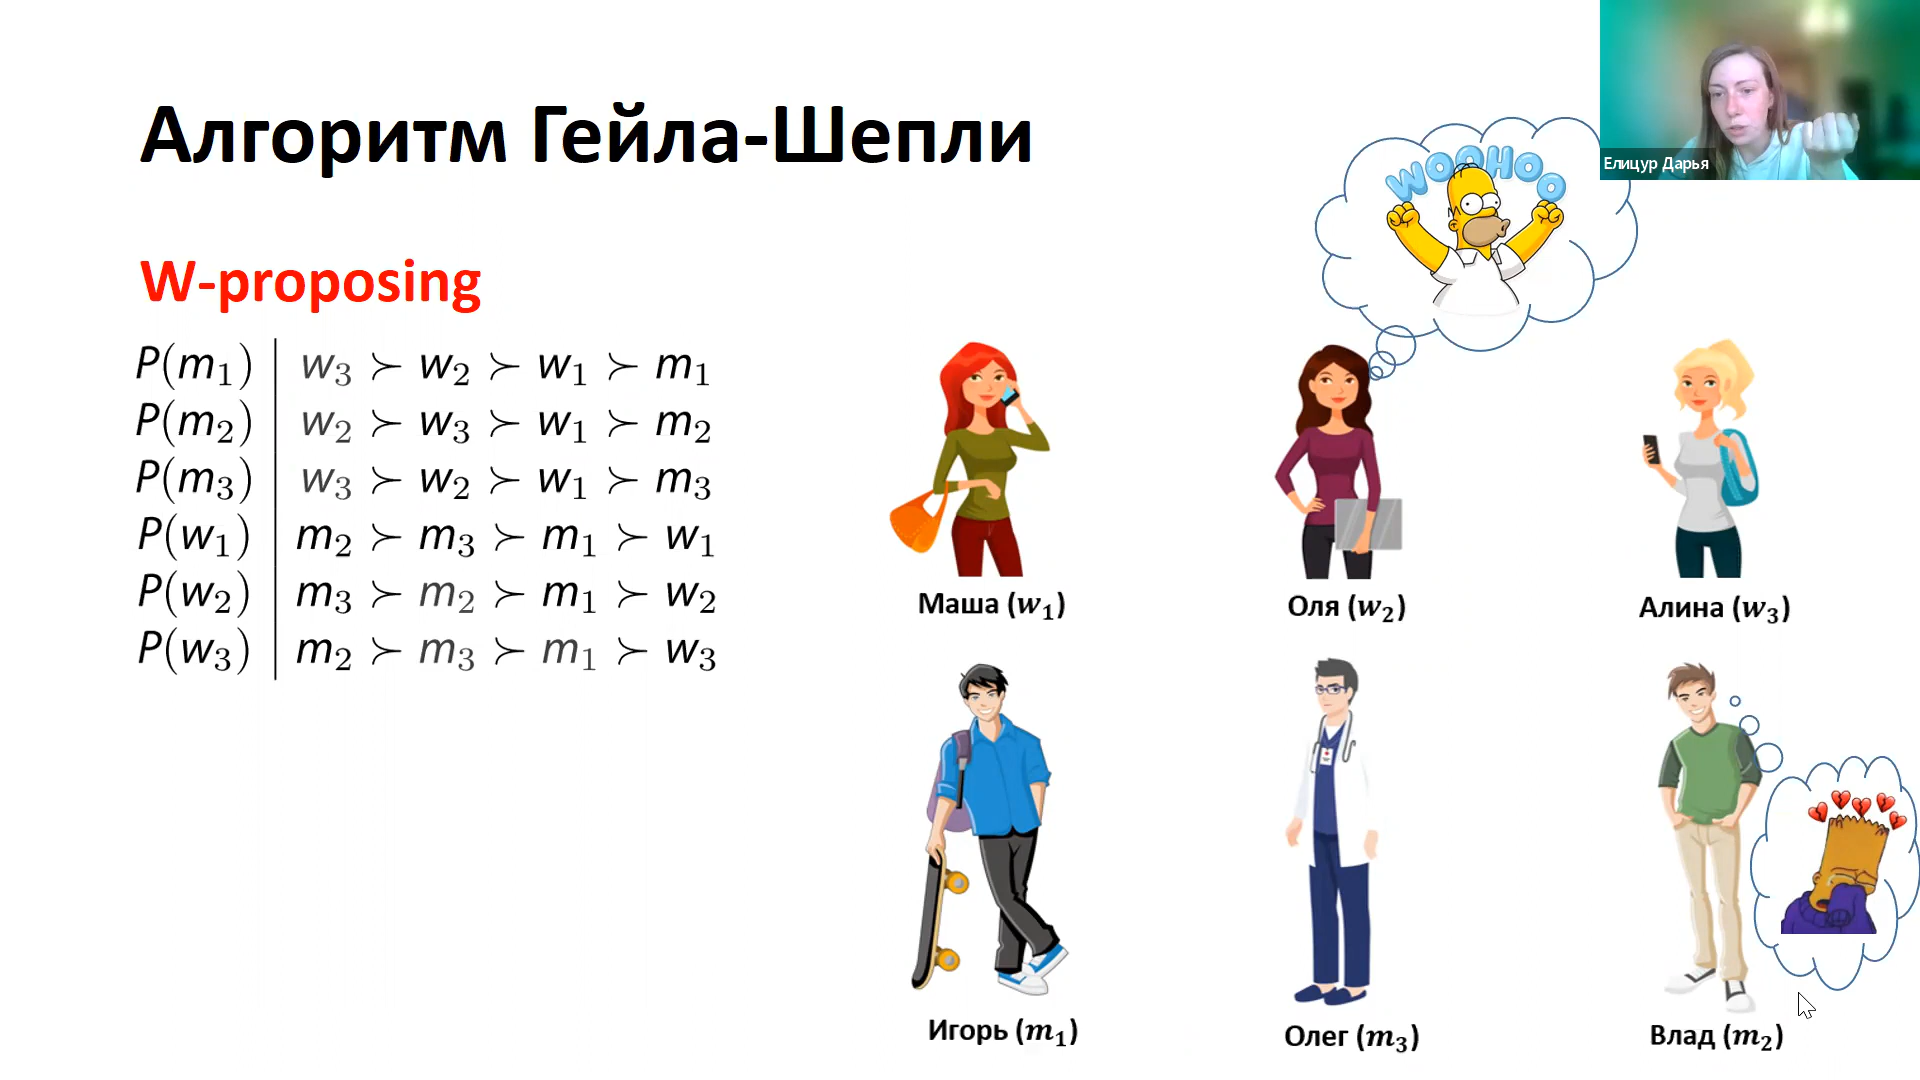 Алгоритм Гейла-Шепли
WOOHOO
Елицур Дарья
W-proposing
P(m₁) | w₃ ≻ w₂ ≻ w₁ ≻ m₁
P(m₂) | w₂ ≻ w₃ ≻ w₁ ≻ m₂
P(m₃) | w₃ ≻ w₂ ≻ w₁ ≻ m₃
P(w₁) | m₂ ≻ m₃ ≻ m₁ ≻ w₁
P(w₂) | m₃ ≻ m₂ ≻ m₁ ≻ w₂
P(w₃) | m₂ ≻ m₃ ≻ m₁ ≻ w₃
Маша (w₁)
Оля (w₂)
Алина (w₃)
Игорь (m₁)
Олег (m₃)
Влад (m₂)